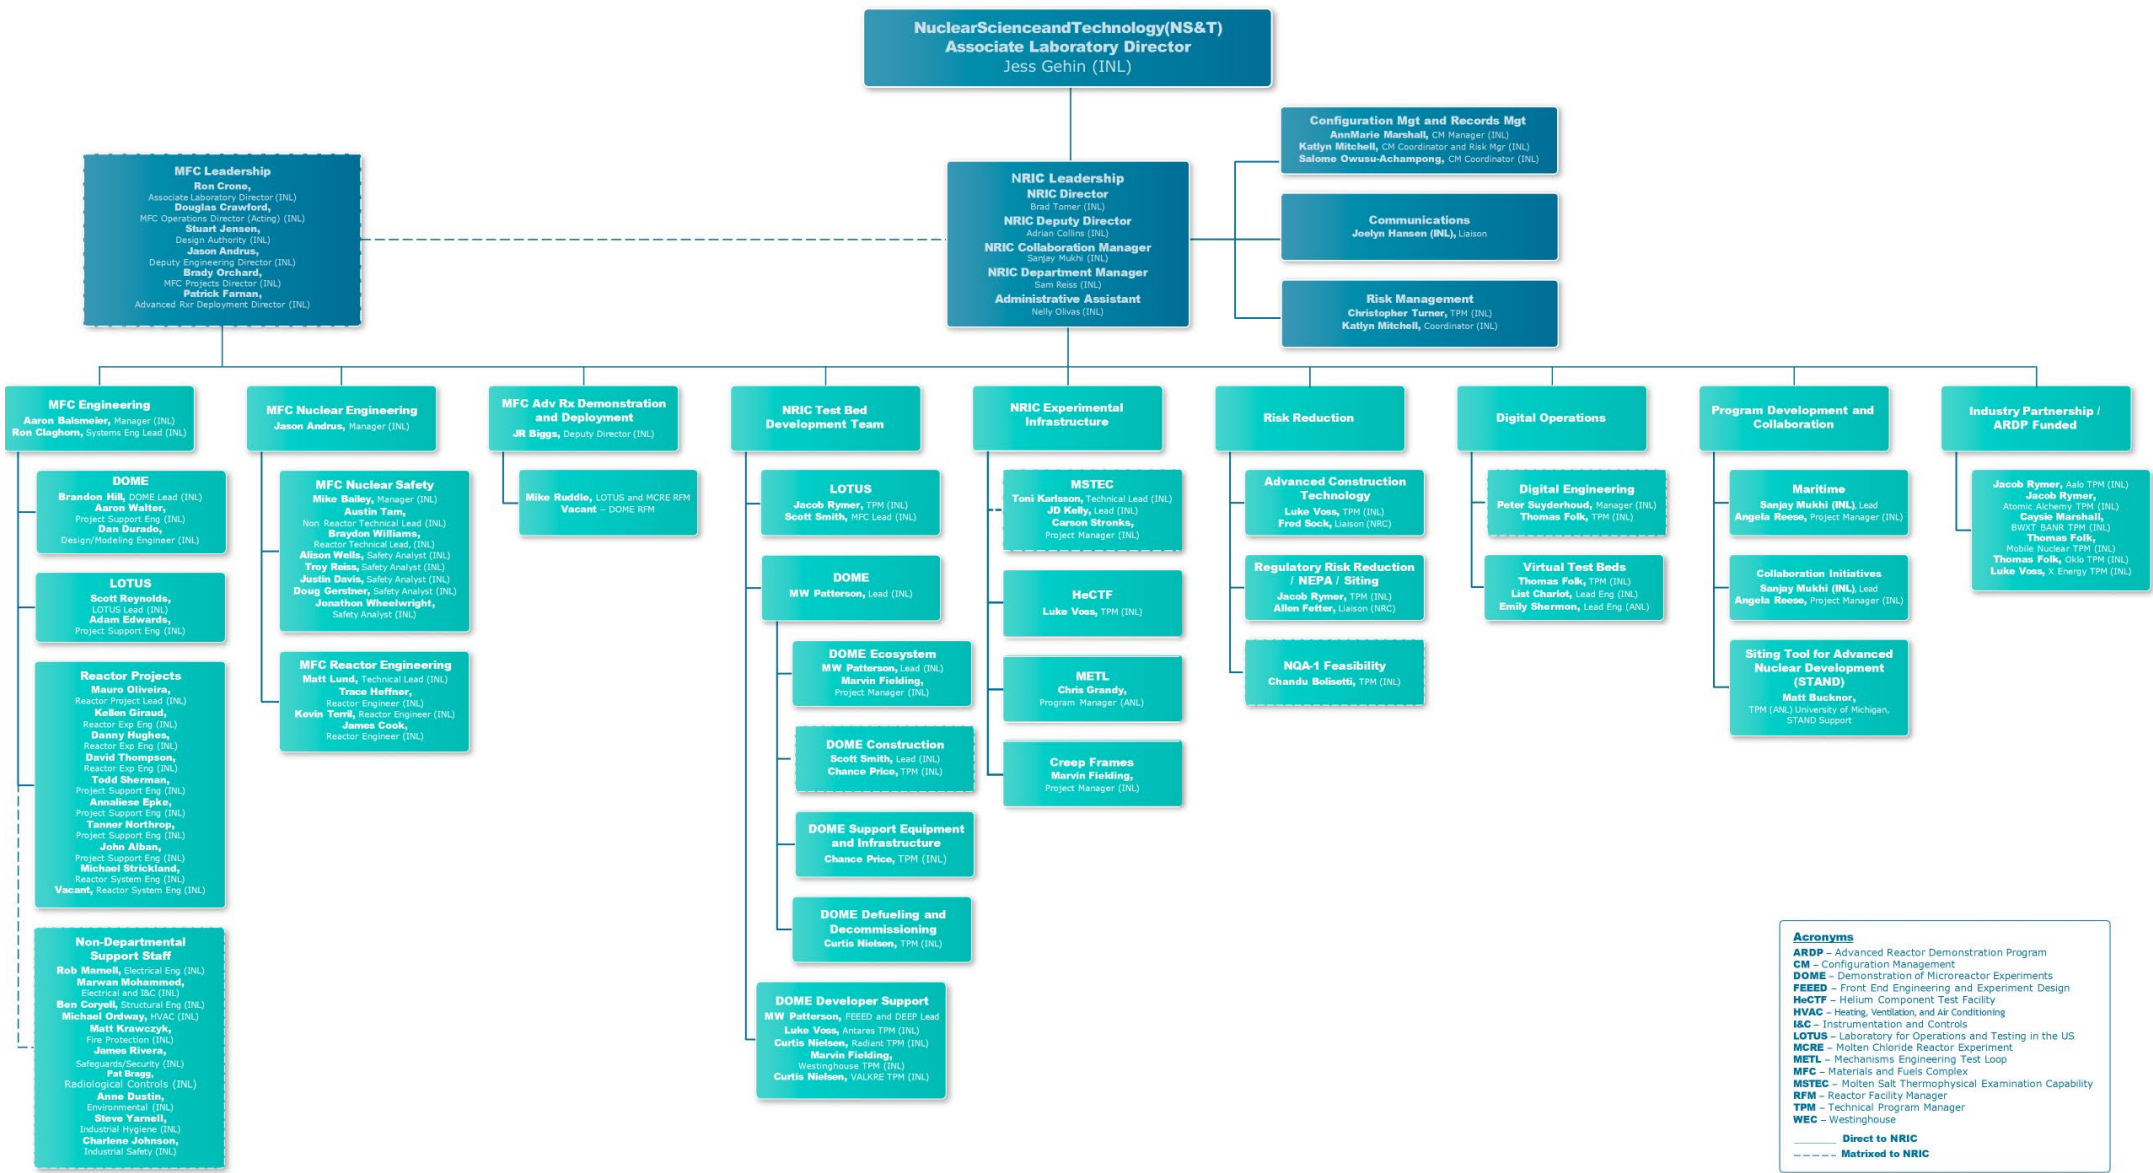 NuclearScienceandTechnology(NS&T)
Associate Laboratory Director
Jess Gehin (INL)
Configuration Mgt and Records Mgt
AnnMarie Marshall, CM Manager (INL)
Katlyn Mitchell, CM Coordinator and Risk Mgr (INL)
Salome Owusu-Achampong, CM Coordinator (INL)
MFC Leadership
Ron Crone,
Associate Laboratory Director (INL)
Douglas Crawford,
MFC Operations Director (Acting) (INL)
Stuart Jensen,
Design Authority (INL)
Jason Andrus,
Deputy Engineering Director (INL)
Brady Orchard,
MFC Projects Director (INL)
Patrick Farnan,
Advanced Rxr Deployment Director (INL)
NRIC Leadership
NRIC Director
Brad Tomer (INL)
NRIC Deputy Director
Adrian Collins (INL)
NRIC Collaboration Manager
Sanjay Mukhi (INL)
NRIC Department Manager
Sam Reiss (INL)
Administrative Assistant
Nelly Olivas (INL)
Communications
Joelyn Hansen (INL), Liaison
Risk Management
Christopher Turner, TPM (INL)
Katlyn Mitchell, Coordinator (INL)
MFC Engineering
Aaron Balsmeier, Manager (INL)
Ron Claghorn, Systems Eng Lead (INL)
DOME
Brandon Hill, DOME Lead (INL)
Aaron Walter,
Project Support Eng (INL)
Dan Durado,
Design/Modeling Engineer (INL)
LOTUS
Scott Reynolds,
LOTUS Lead (INL)
Adam Edwards,
Project Support Eng (INL)
Reactor Projects
Mauro Oliveira,
Reactor Project Lead (INL)
Kellen Giraud,
Reactor Exp Eng (INL)
Danny Hughes,
Reactor Exp Eng (INL)
David Thompson,
Reactor Exp Eng (INL)
Todd Sherman,
Project Support Eng (INL)
Annaliese Epke,
Project Support Eng (INL)
Tanner Northrop,
Project Support Eng (INL)
John Alban,
Project Support Eng (INL)
Michael Strickland,
Reactor System Eng (INL)
Vacant, Reactor System Eng (INL)
Non-Departmental
Support Staff
Rob Mamell, Electrical Eng (INL)
Marwan Mohammed,
Electrical and I&C (INL)
Ben Coryell, Structural Eng (INL)
Michael Ordway, HVAC (INL)
Matt Krawczyk,
Fire Protection (INL)
James Rivera,
Safeguards/Security (INL)
Pat Bragg,
Radiological Controls (INL)
Anne Dustin,
Environmental (INL)
Steve Yarnell,
Industrial Hygiene (INL)
Charlene Johnson,
Industrial Safety (INL)
MFC Nuclear Engineering
Jason Andrus, Manager (INL)
MFC Nuclear Safety
Mike Bailey, Manager (INL)
Austin Tam,
Non Reactor Technical Lead (INL)
Braydon Williams,
Reactor Technical Lead, (INL)
Alison Wells, Safety Analyst (INL)
Troy Reiss, Safety Analyst (INL)
Justin Davis, Safety Analyst (INL)
Doug Gerstner, Safety Analyst (INL)
Jonathon Wheelwright,
Safety Analyst (INL)
MFC Reactor Engineering
Matt Lund, Technical Lead (INL)
Trace Heffner,
Reactor Engineer (INL)
Kevin Terril, Reactor Engineer (INL)
James Cook,
Reactor Engineer (INL)
MFC Adv Rx Demonstration
and Deployment
JR Biggs, Deputy Director (INL)
Mike Ruddle, LOTUS and MCRE RFM
Vacant – DOME RFM
NRIC Test Bed
Development Team
LOTUS
Jacob Rymer, TPM (INL)
Scott Smith, MFC Lead (INL)
DOME
MW Patterson, Lead (INL)
DOME Ecosystem
MW Patterson, Lead (INL)
Marvin Fielding,
Project Manager (INL)
DOME Construction
Scott Smith, Lead (INL)
Chance Price, TPM (INL)
DOME Support Equipment
and Infrastructure
Chance Price, TPM (INL)
DOME Defueling and
Decommissioning
Curtis Nielsen, TPM (INL)
DOME Developer Support
MW Patterson, FEEED and DEEP Lead
Luke Voss, Antares TPM (INL)
Curtis Nielsen, Radiant TPM (INL)
Marvin Fielding,
Westinghouse TPM (INL)
Curtis Nielsen, VALKRE TPM (INL)
NRIC Experimental
Infrastructure
MSTEC
Toni Karlsson, Technical Lead (INL)
JD Kelly, Lead (INL)
Carson Stronks,
Project Manager (INL)
HeCTF
Luke Voss, TPM (INL)
METL
Chris Grandy,
Program Manager (ANL)
Creep Frames
Marvin Fielding,
Project Manager (INL)
Risk Reduction
Advanced Construction
Technology
Luke Voss, TPM (INL)
Fred Sock, Liaison (NRC)
Regulatory Risk Reduction
/ NEPA / Siting
Jacob Rymer, TPM (INL)
Allen Fetter, Liaison (NRC)
NQA-1 Feasibility
Chandu Bolisetti, TPM (INL)
Digital Operations
Digital Engineering
Peter Suyderhoud, Manager (INL)
Thomas Folk, TPM (INL)
Virtual Test Beds
Thomas Folk, TPM (INL)
List Charlot, Lead Eng (INL)
Emily Shermon, Lead Eng (ANL)
Program Development and
Collaboration
Maritime
Sanjay Mukhi (INL), Lead
Angela Reese, Project Manager (INL)
Collaboration Initiatives
Sanjay Mukhi (INL), Lead
Angela Reese, Project Manager (INL)
Siting Tool for Advanced
Nuclear Development
(STAND)
Matt Bucknor,
TPM (ANL) University of Michigan,
STAND Support
Industry Partnership /
ARDP Funded
Jacob Rymer, Aalo TPM (INL)
Jacob Rymer,
Atomic Alchemy TPM (INL)
Caysie Marshall,
BWXT BANR TPM (INL)
Thomas Folk,
Mobile Nuclear TPM (INL)
Thomas Folk, Oklo TPM (INL)
Luke Voss, X Energy TPM (INL)
Acronyms
ARDP – Advanced Reactor Demonstration Program
CM – Configuration Management
DOME – Demonstration of Microreactor Experiments
FEEED – Front End Engineering and Experiment Design
HeCTF – Helium Component Test Facility
HVAC – Heating, Ventilation, and Air Conditioning
I&C – Instrumentation and Controls
LOTUS – Laboratory for Operations and Testing in the US
MCRE – Molten Chloride Reactor Experiment
METL – Mechanisms Engineering Test Loop
MFC – Materials and Fuels Complex
MSTEC – Molten Salt Thermophysical Examination Capability
RFM – Reactor Facility Manager
TPM – Technical Program Manager
WEC – Westinghouse
Direct to NRIC
Matrixed to NRIC